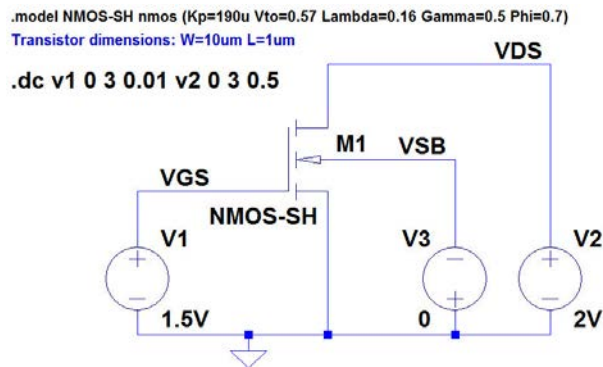 .model NMOS-SH nmos (Kp=190u Vto=0.57 Lambda=0.16 Gamma=0.5 Phi=0.7)
Transistor dimensions: W=10um L=1um
.dc v1 0 3 0.01 v2 0 3 0.5
VDS
M1
VSB
VGS
NMOS-SH
V1
V3
V2
1.5V
0
2V